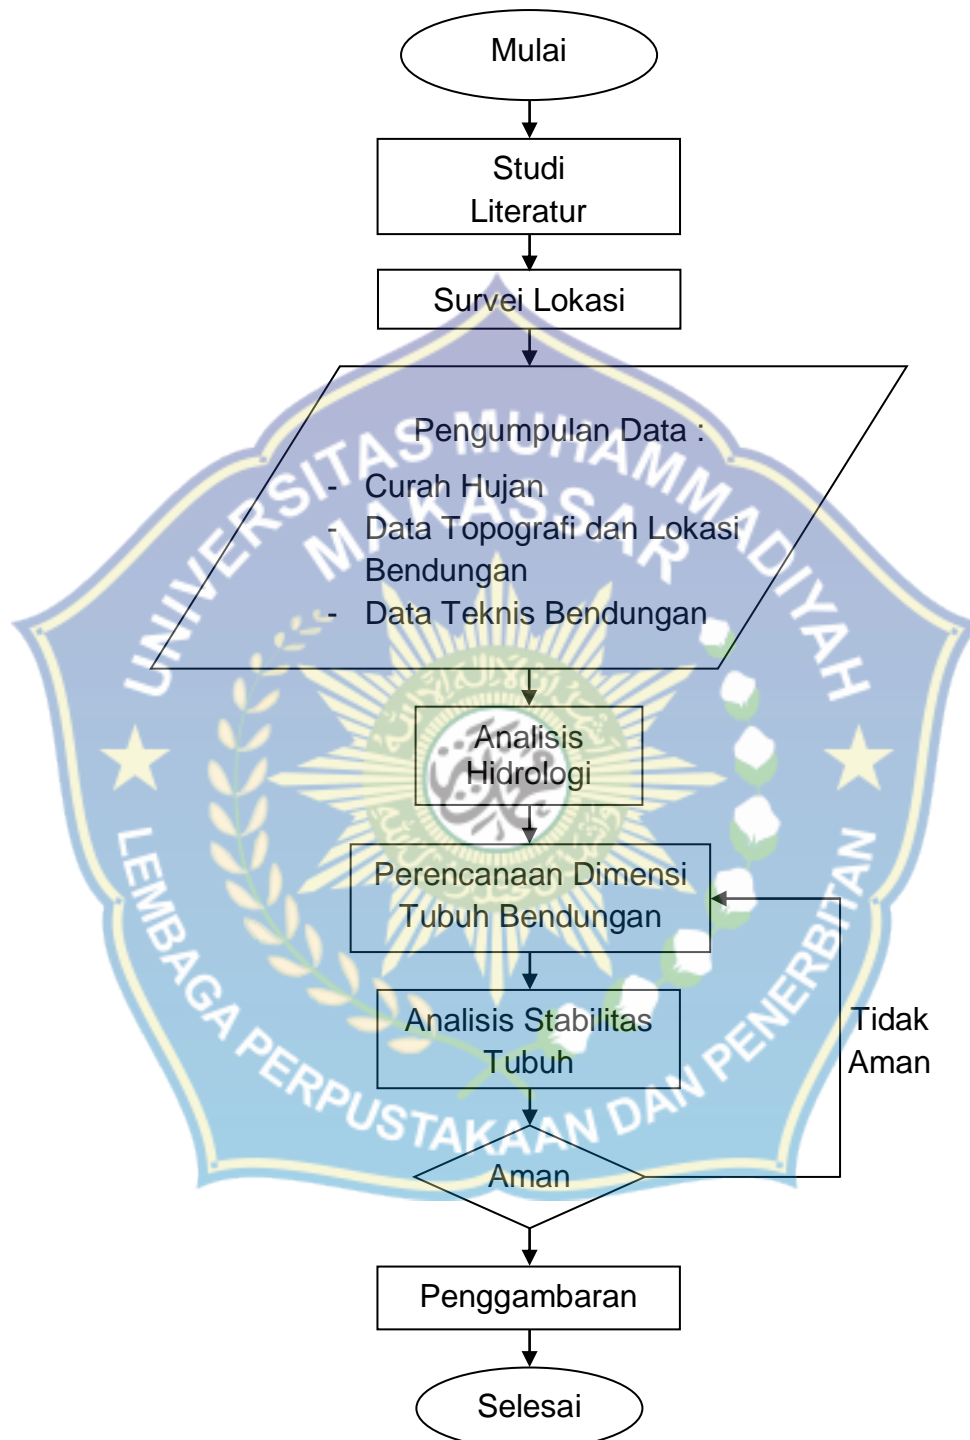 Mulai
Studi
Literatur
Survei Lokasi
Pengumpulan Data :
- Curah Hujan
- Data Topografi dan Lokasi
Bendungan
- Data Teknis Bendungan
Analisis
Hidrologi
Perencanaan Dimensi
Tubuh Bendungan
Analisis Stabilitas
Tubuh
Tidak
Aman
Aman
Penggambaran
Selesai
UNIVERSITAS MUHAMMADIYAH
MAKASSAR
LEMBAGA PERPUSTAKAAN DAN PENERBITAN